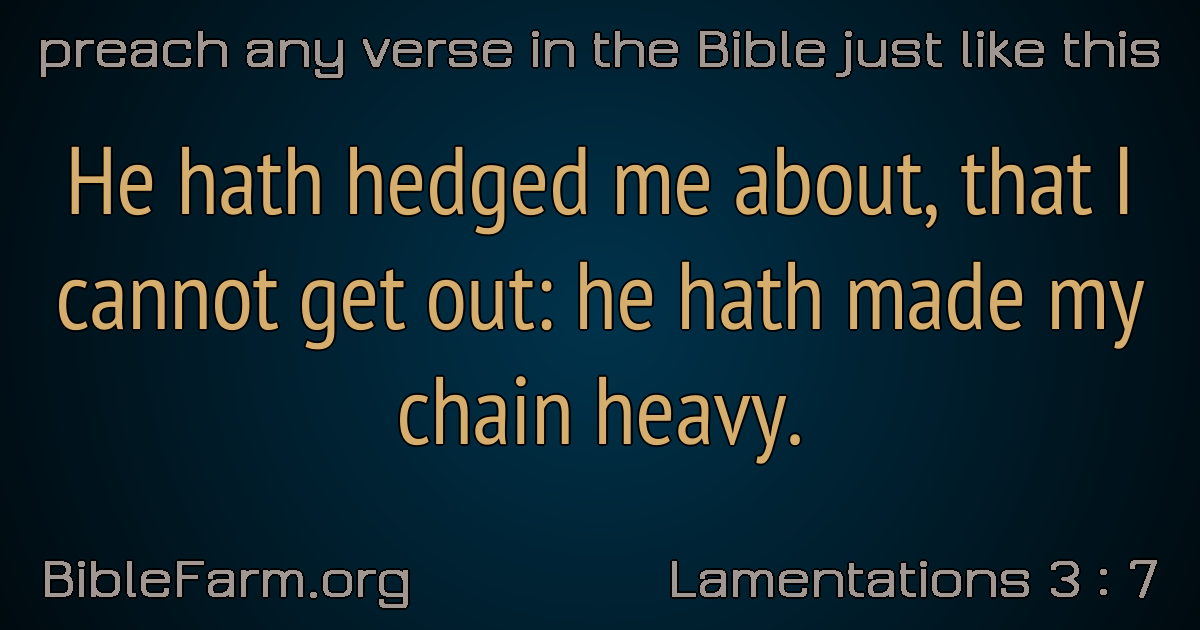 preach any verse in the Bible just like this
He hath hedged me about, that I
cannot get out: he hath made my
chain heavy.
BibleFarm.org
Lamentations 3 : 7